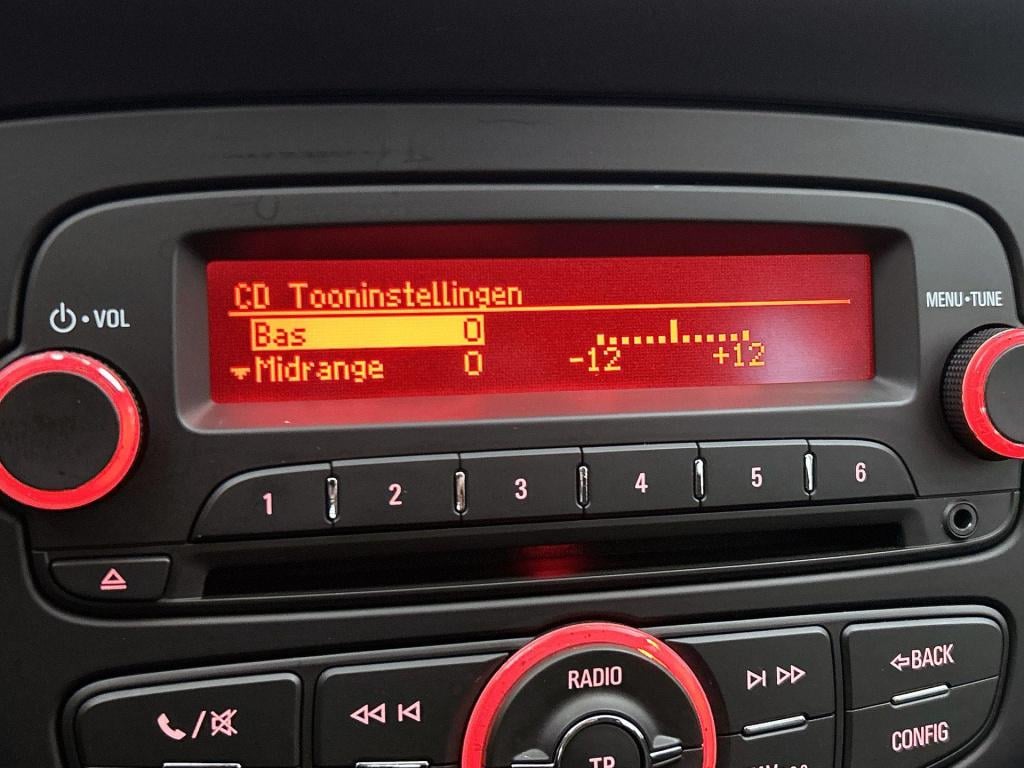 CD Tooninstellingen
Bas 0
Midrange 0
-12 +12
VOL
MENU•TUNE
1 2 3 4 5 6
RADIO
BACK
TP
CONFIG